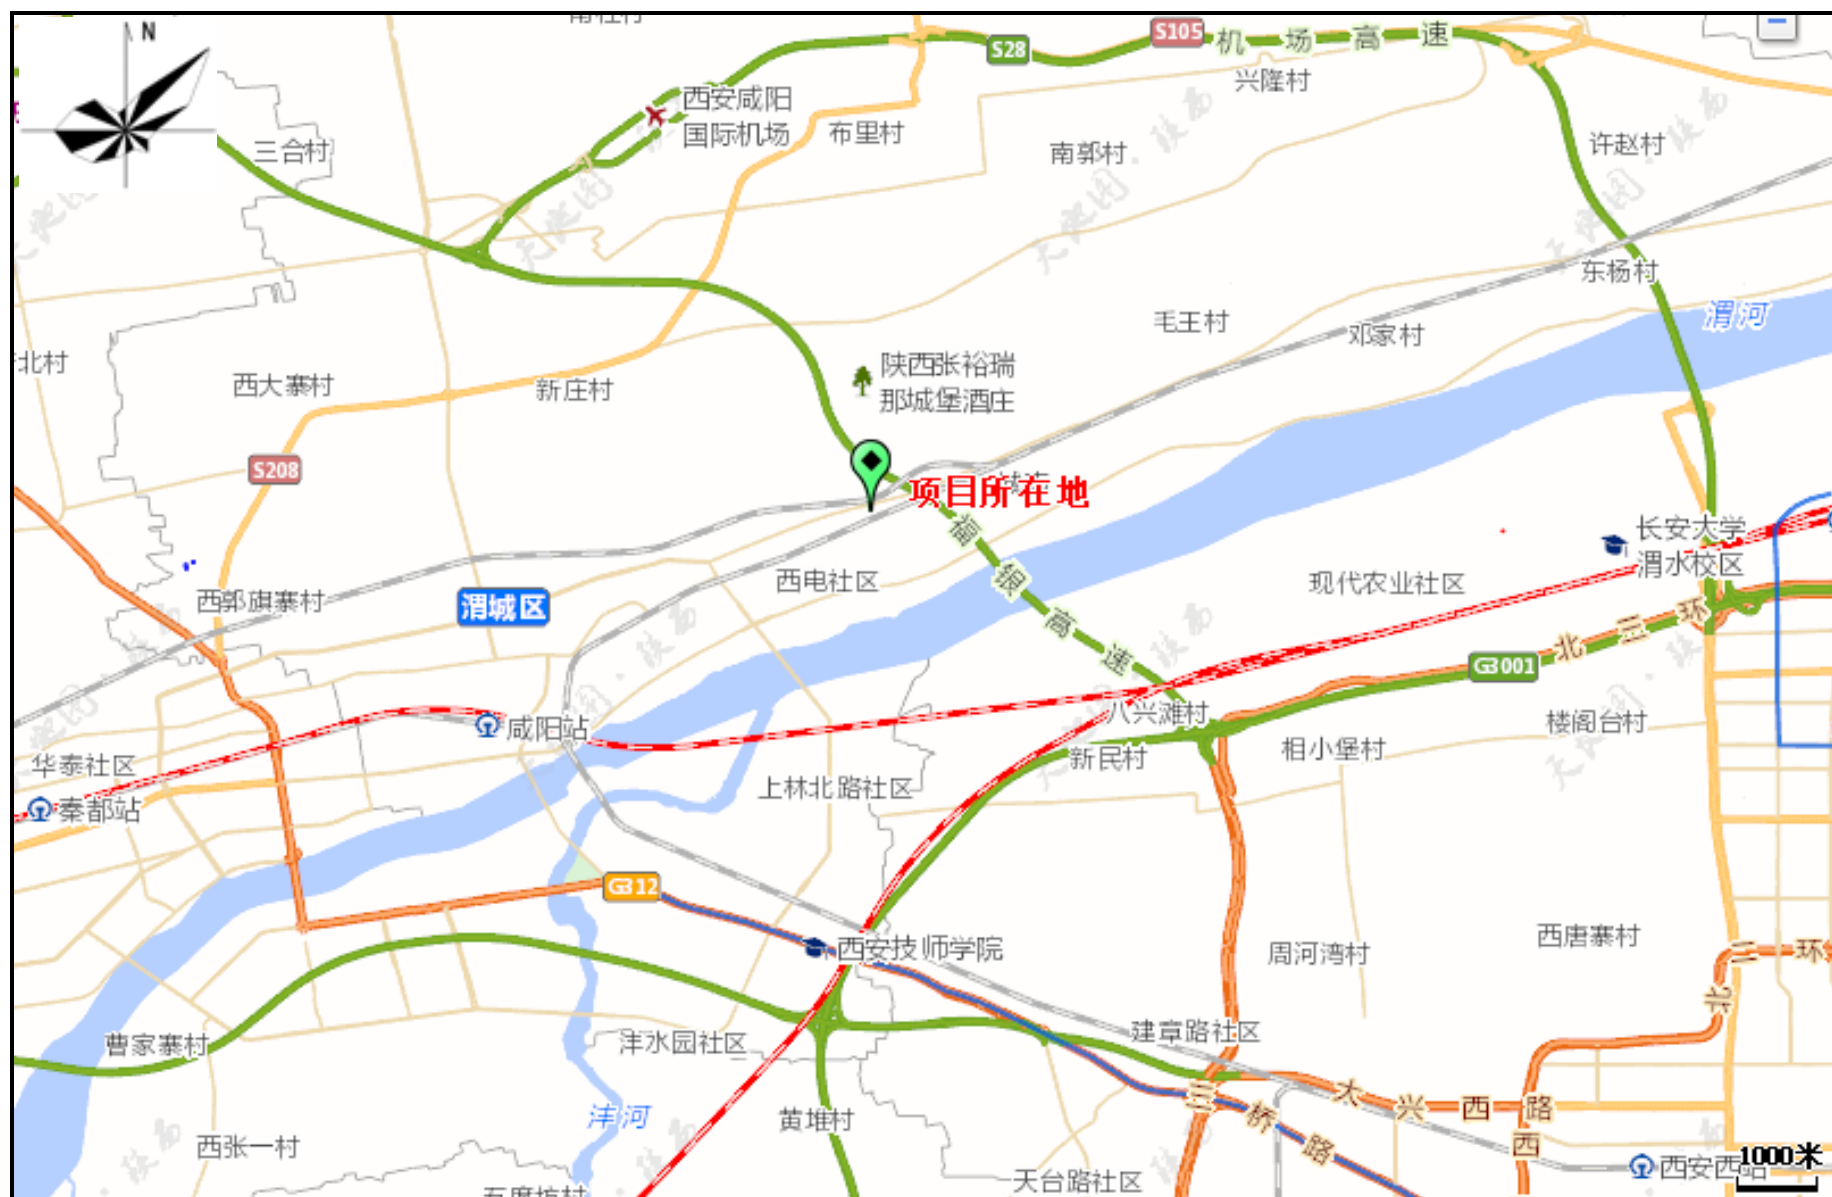 N
S28
S105
机场高速
兴隆村
西安咸阳
国际机场
布里村
三合村
南郭村
许赵村
东杨村
渭河
毛王村
邓家村
北村
西大寨村
新庄村
陕西张裕瑞
那城堡酒庄
S208
项目所在地
福银高速
长安大学
渭水校区
西电社区
现代农业社区
西郭旗寨村
渭城区
北三环
G3001
咸阳站
八兴滩村
楼阁台村
华泰社区
新民村
相小堡村
秦都站
上林北路社区
G312
西安技师学院
周河湾村
西唐寨村
北二环
曹家寨村
沣水园社区
建章路社区
沣河
黄堆村
三桥路
太兴西路
西
西张一村
天台路社区
西安西站
1000米
天地图·陕西